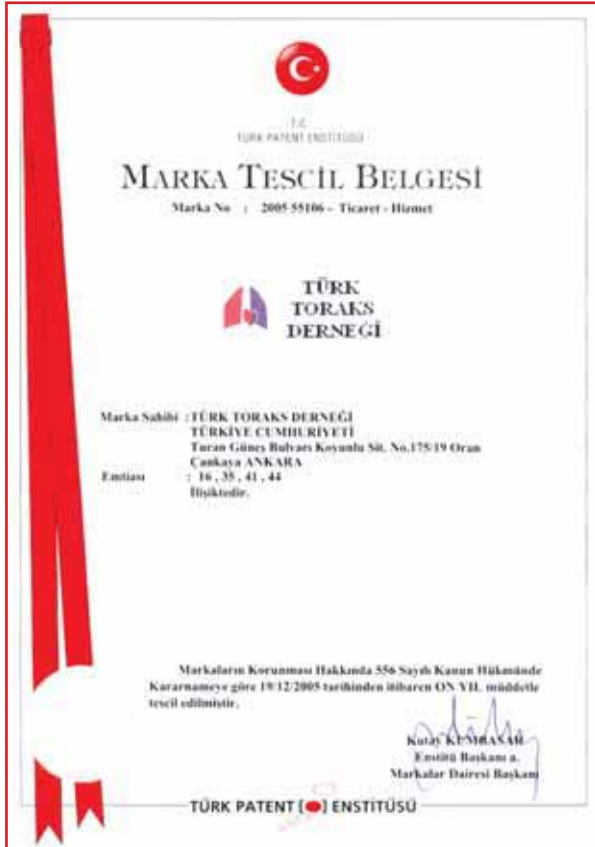 T.C.
TÜRK PATENT ENSTİTÜSÜ
MARKA TESCİL BELGESİ
Marka No : 2005 55106 - Ticaret - Hizmet
TÜRK
TORAKS
DERNEĞİ
Marka Sahibi : TÜRK TORAKS DERNEĞİ
TÜRKİYE CUMHURİYETİ
Turan Güneş Bulvarı Koyunlu Sit. No.175/19 Oran
Çankaya ANKARA
Emtiası : 16 , 35 , 41 , 44
İlişiktedir.
Markaların Korunması Hakkında 556 Sayılı Kanun Hükmünde
Kararnameye göre 19/12/2005 tarihinden itibaren ON YIL müddetle
tescil edilmiştir.
Kutay KUMBASAR
Enstitü Başkanı a.
Markalar Dairesi Başkanı
TÜRK PATENT [ ] ENSTİTÜSÜ